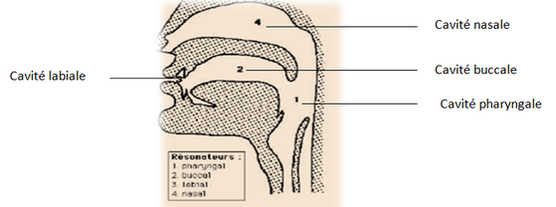 Cavité nasale
4
Cavité labiale
2
Cavité buccale
1
Cavité pharyngale
Résonateurs :
1. pharyngal
2. buccal
3. labial
4. nasal